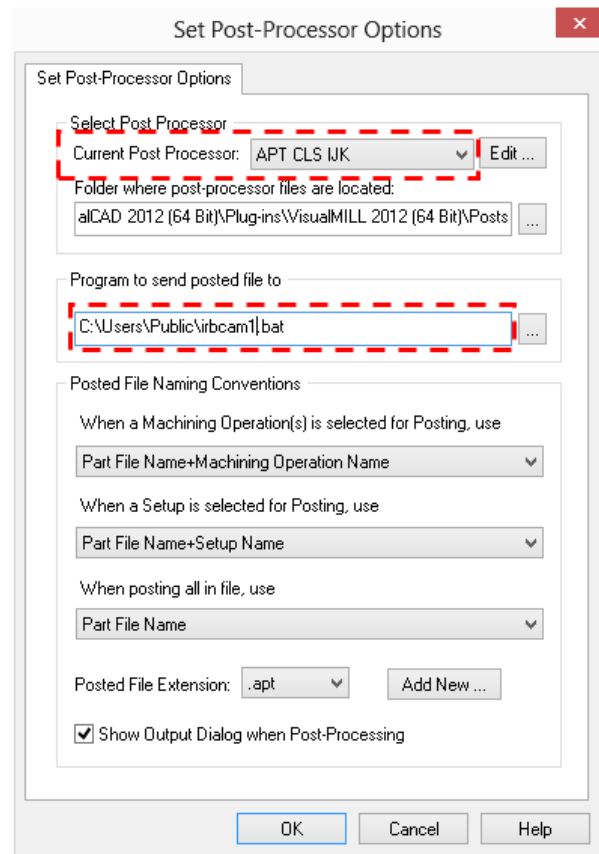 Set Post-Processor Options
Set Post-Processor Options
Select Post Processor
Current Post Processor: APT CLS IJK Edit ...
Folder where post-processor files are located:
alCAD 2012 (64 Bit)\Plug-ins\VisualMILL 2012 (64 Bit)\Posts ...
Program to send posted file to
C:\Users\Public\irbcam1.bat ...
Posted File Naming Conventions
When a Machining Operation(s) is selected for Posting, use
Part File Name+Machining Operation Name
When a Setup is selected for Posting, use
Part File Name+Setup Name
When posting all in file, use
Part File Name
Posted File Extension: .apt Add New ...
Show Output Dialog when Post-Processing
OK Cancel Help